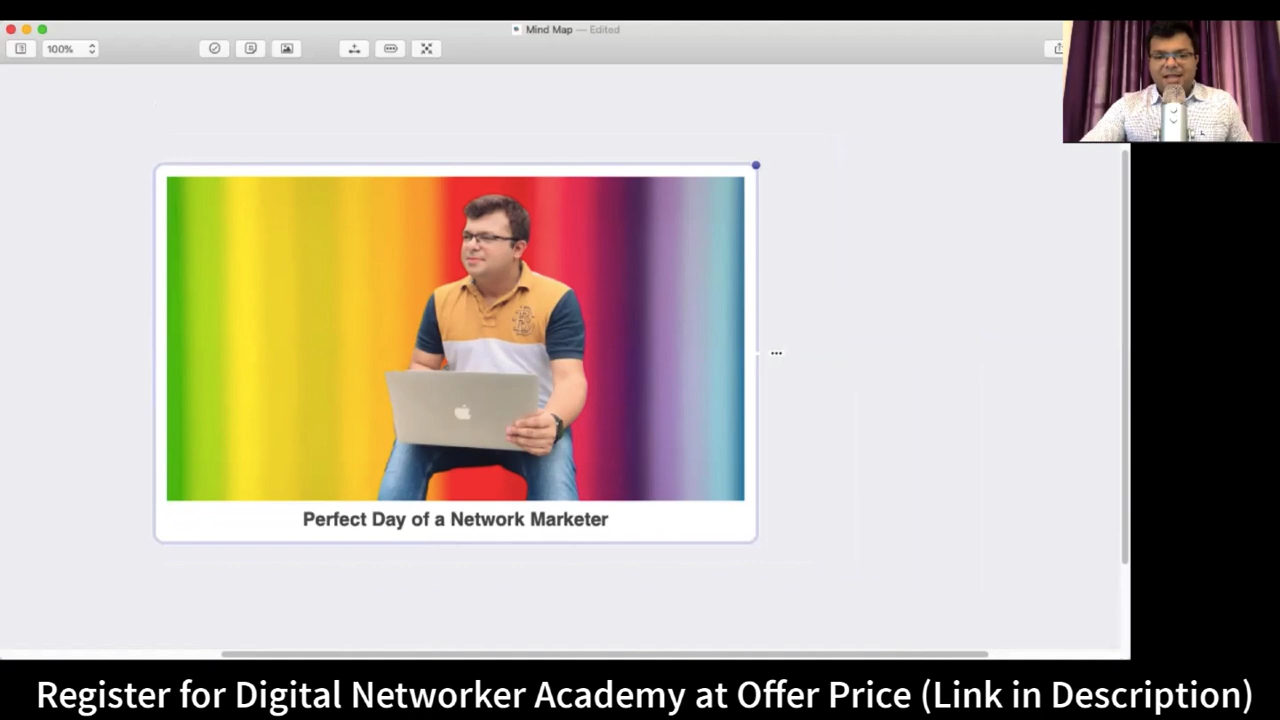 Mind Map — Edited
100%
Perfect Day of a Network Marketer
Register for Digital Networker Academy at Offer Price (Link in Description)